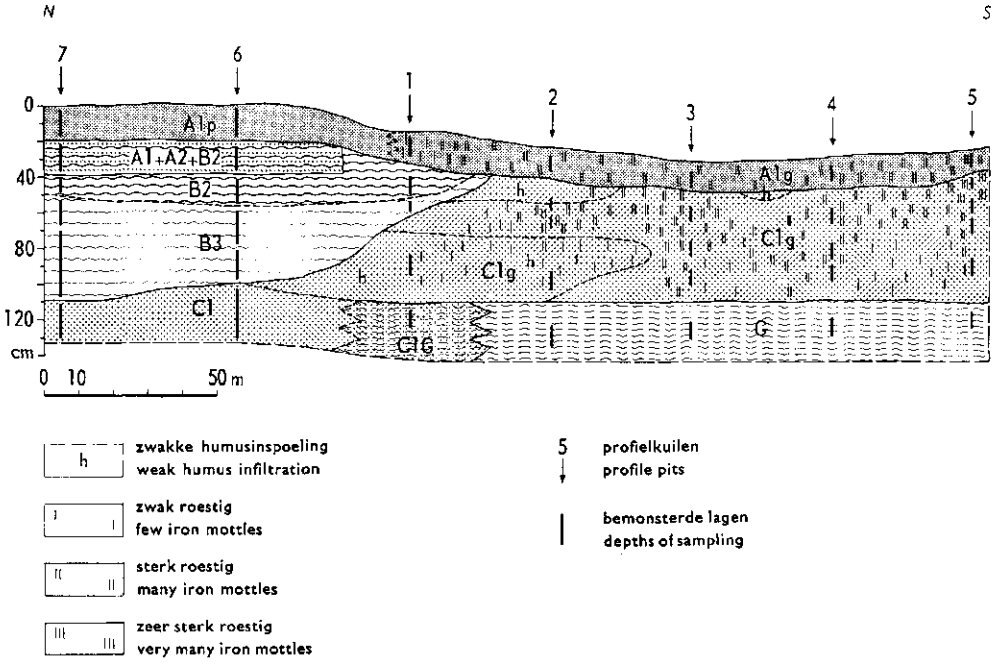 N S
7 6 1 2 3 4 5
0
40
80
120
cm
A1p
A1+A2+B2
B2
B3
C1
h
h
h
h
A1g
C1g
C1g
C1G
G
0 10 50 m
h
zwakke humusinspoeling
weak humus infiltration
zwak roestig
few iron mottles
sterk roestig
many iron mottles
zeer sterk roestig
very many iron mottles
5
profielkuilen
profile pits
bemonsterde lagen
depths of sampling